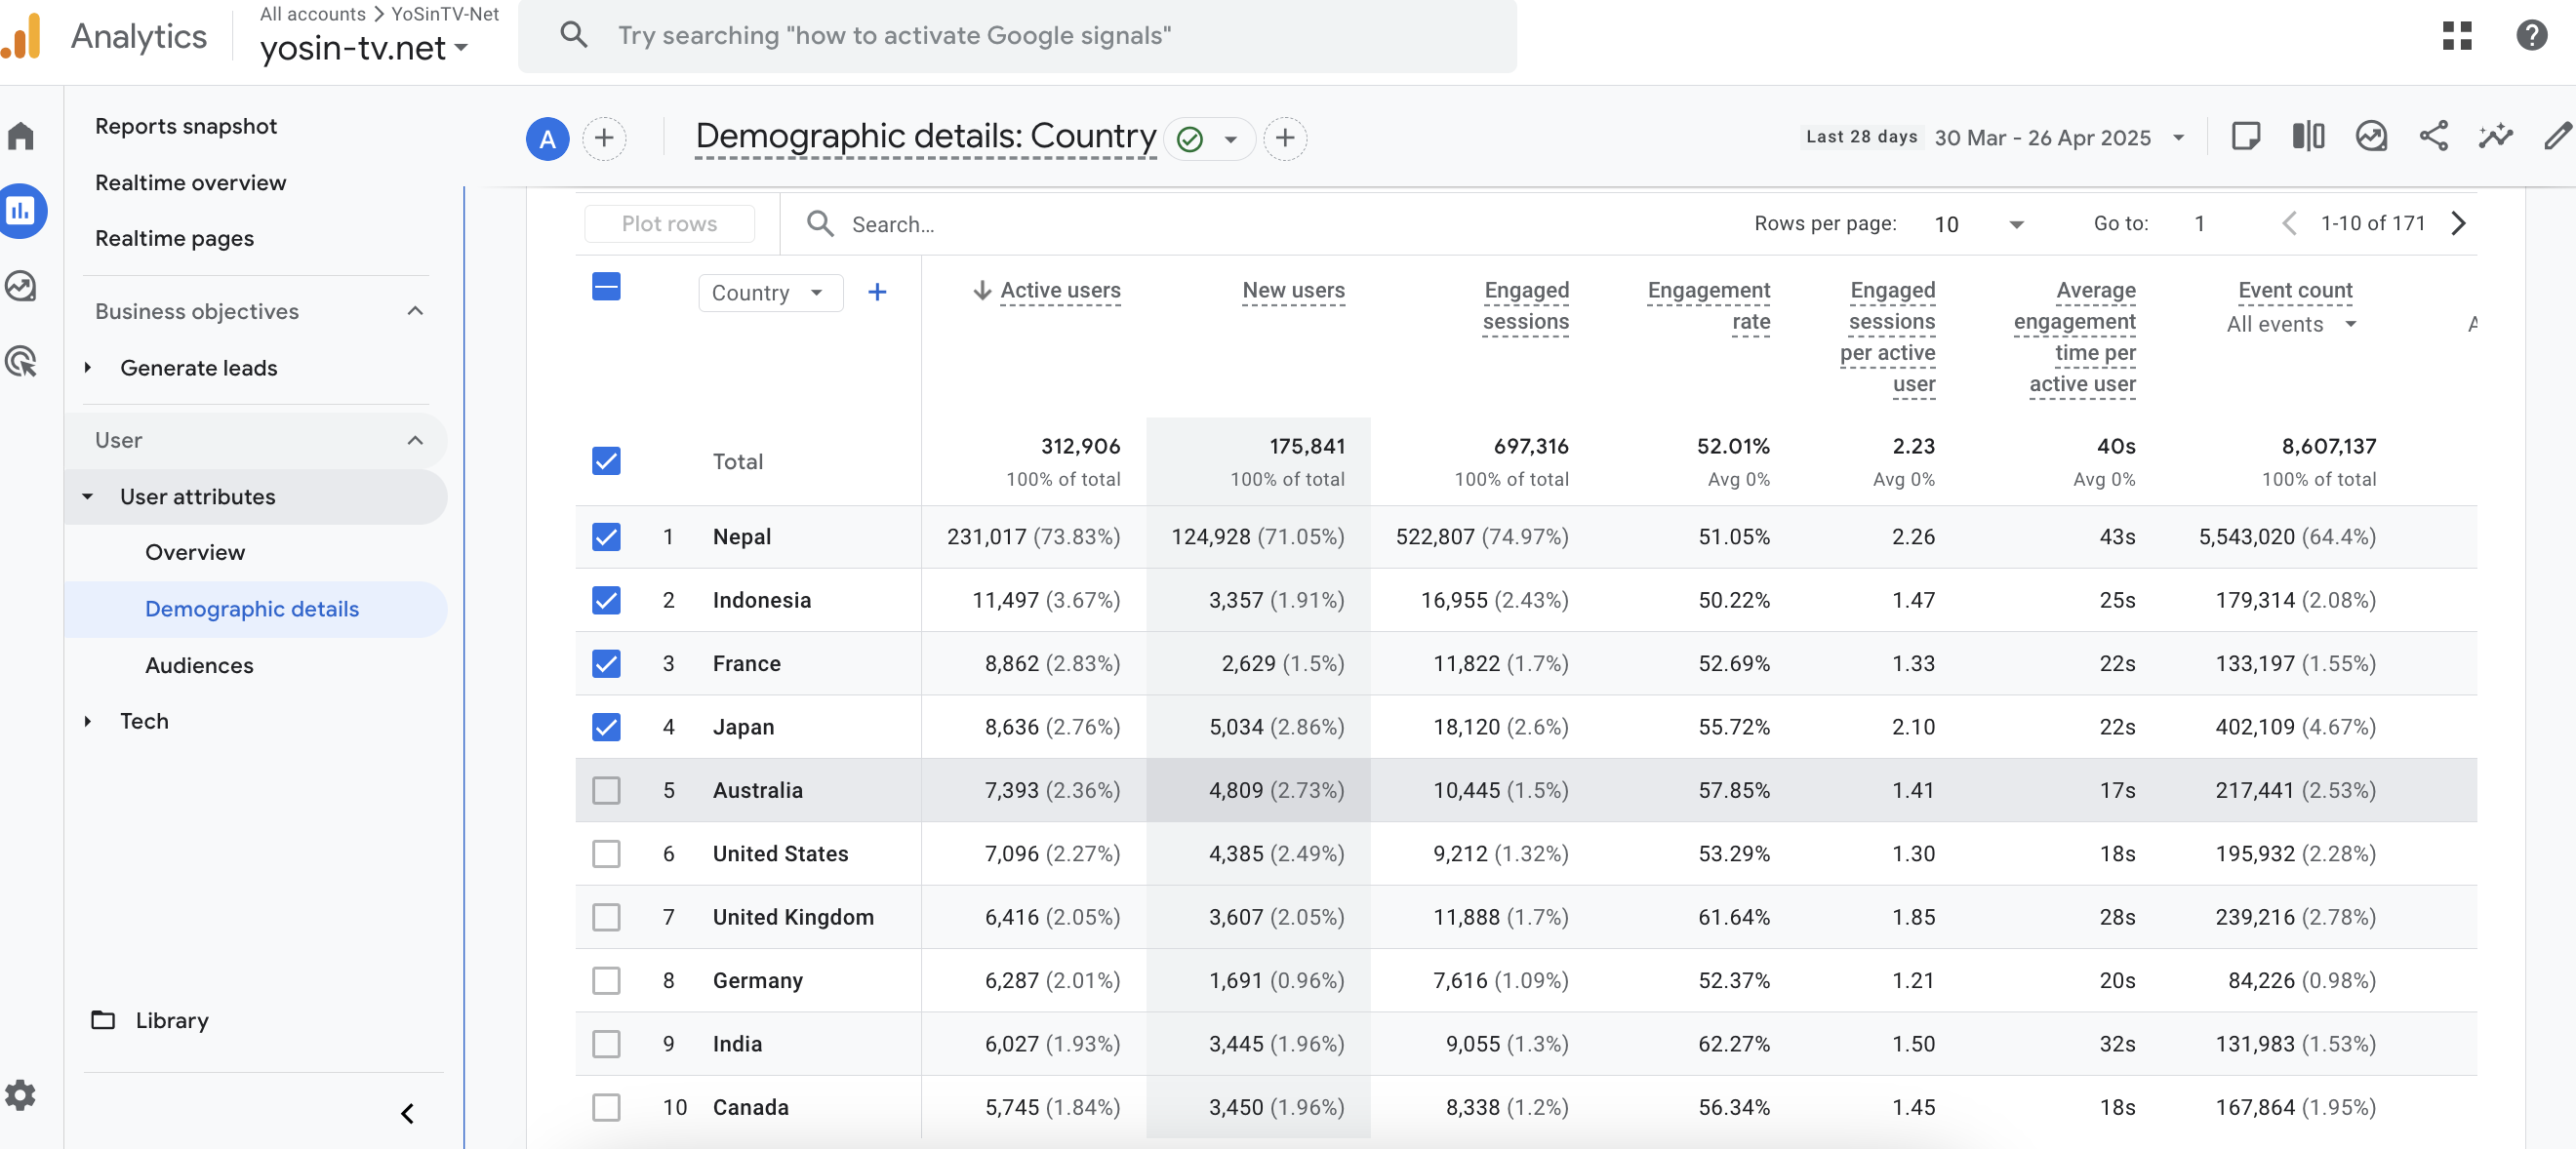 Analytics
All accounts > YoSinTV-Net
yosin-tv.net
Try searching "how to activate Google signals"
Reports snapshot
Realtime overview
Realtime pages
Business objectives
Generate leads
User
User attributes
Overview
Demographic details
Audiences
Tech
Library
A
Demographic details: Country
Last 28 days 30 Mar - 26 Apr 2025
Plot rows
Search...
Rows per page: 10
Go to: 1
1-10 of 171
Country
Active users
New users
Engaged
sessions
Engagement
rate
Engaged
sessions
per active
user
Average
engagement
time per
active user
Event count
All events
Total
312,906 175,841 697,316 52.01% 2.23 40s 8,607,137
100% of total 100% of total 100% of total Avg 0% Avg 0% Avg 0% 100% of total
1 Nepal 231,017 (73.83%) 124,928 (71.05%) 522,807 (74.97%) 51.05% 2.26 43s 5,543,020 (64.4%)
2 Indonesia 11,497 (3.67%) 3,357 (1.91%) 16,955 (2.43%) 50.22% 1.47 25s 179,314 (2.08%)
3 France 8,862 (2.83%) 2,629 (1.5%) 11,822 (1.7%) 52.69% 1.33 22s 133,197 (1.55%)
4 Japan 8,636 (2.76%) 5,034 (2.86%) 18,120 (2.6%) 55.72% 2.10 22s 402,109 (4.67%)
5 Australia 7,393 (2.36%) 4,809 (2.73%) 10,445 (1.5%) 57.85% 1.41 17s 217,441 (2.53%)
6 United States 7,096 (2.27%) 4,385 (2.49%) 9,212 (1.32%) 53.29% 1.30 18s 195,932 (2.28%)
7 United Kingdom 6,416 (2.05%) 3,607 (2.05%) 11,888 (1.7%) 61.64% 1.85 28s 239,216 (2.78%)
8 Germany 6,287 (2.01%) 1,691 (0.96%) 7,616 (1.09%) 52.37% 1.21 20s 84,226 (0.98%)
9 India 6,027 (1.93%) 3,445 (1.96%) 9,055 (1.3%) 62.27% 1.50 32s 131,983 (1.53%)
10 Canada 5,745 (1.84%) 3,450 (1.96%) 8,338 (1.2%) 56.34% 1.45 18s 167,864 (1.95%)